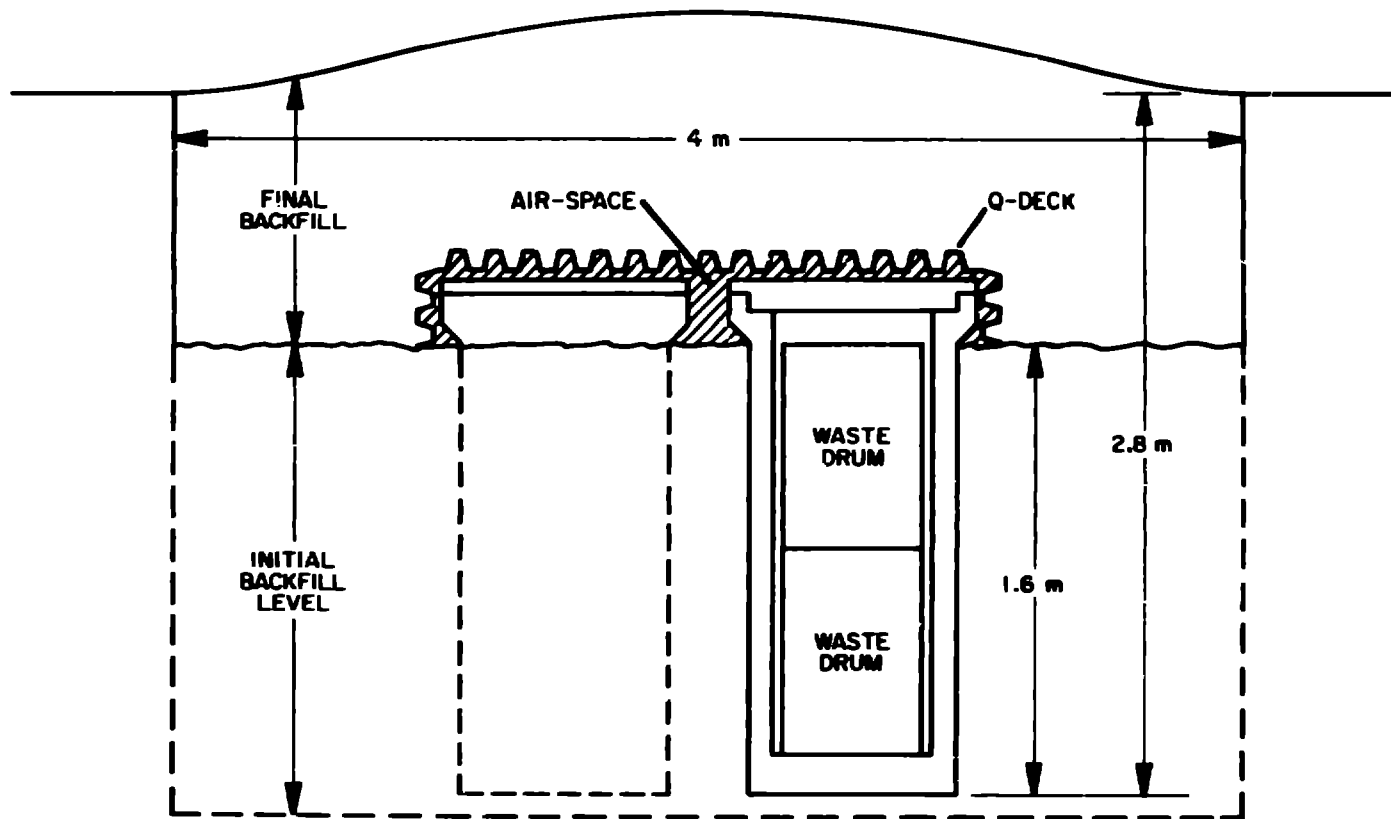 4 m
FINAL
BACKFILL
AIR-SPACE
Q-DECK
WASTE
DRUM
2.8 m
INITIAL
BACKFILL
LEVEL
1.6 m
WASTE
DRUM